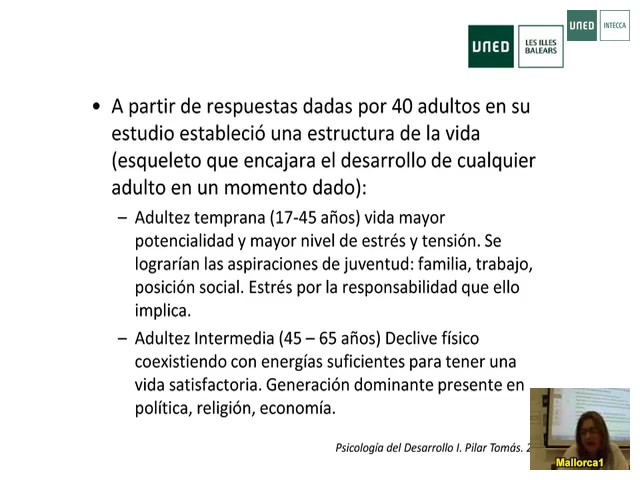 UNED
LES ILLES
BALEARS
UNED
INTECCA
• A partir de respuestas dadas por 40 adultos en su
estudio estableció una estructura de la vida
(esqueleto que encajara el desarrollo de cualquier
adulto en un momento dado):
– Adultez temprana (17-45 años) vida mayor
potencialidad y mayor nivel de estrés y tensión. Se
lograrían las aspiraciones de juventud: familia, trabajo,
posición social. Estrés por la responsabilidad que ello
implica.
– Adultez Intermedia (45 – 65 años) Declive físico
coexistiendo con energías suficientes para tener una
vida satisfactoria. Generación dominante presente en
política, religión, economía.
Psicología del Desarrollo I. Pilar Tomás.
Mallorca1